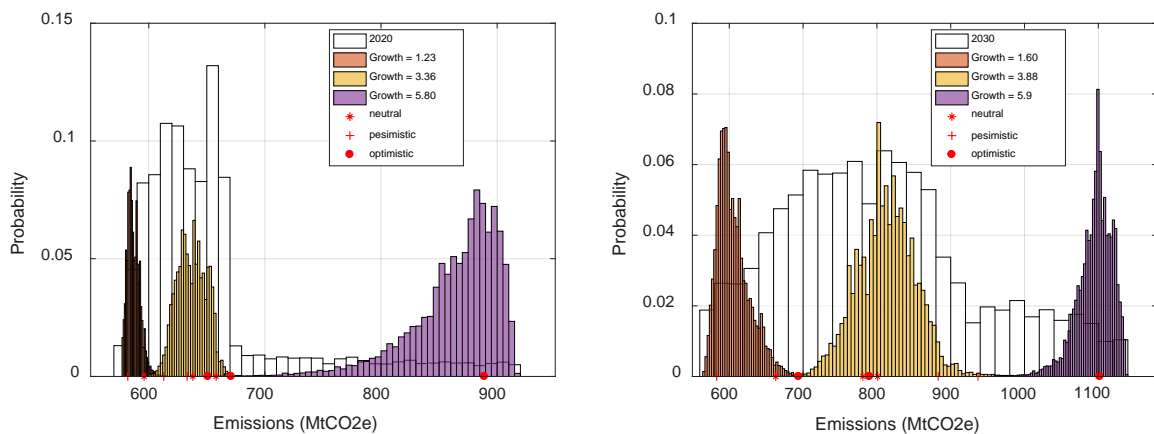 0.15
0.1
0.05
0
Probability
600
700
800
900
Emissions (MtCO2e)
2020
Growth = 1.23
Growth = 3.36
Growth = 5.80
neutral
pesimistic
optimistic
0.1
0.08
0.06
0.04
0.02
0
Probability
600
700
800
900
1000
1100
Emissions (MtCO2e)
2030
Growth = 1.60
Growth = 3.88
Growth = 5.9
neutral
pesimistic
optimistic